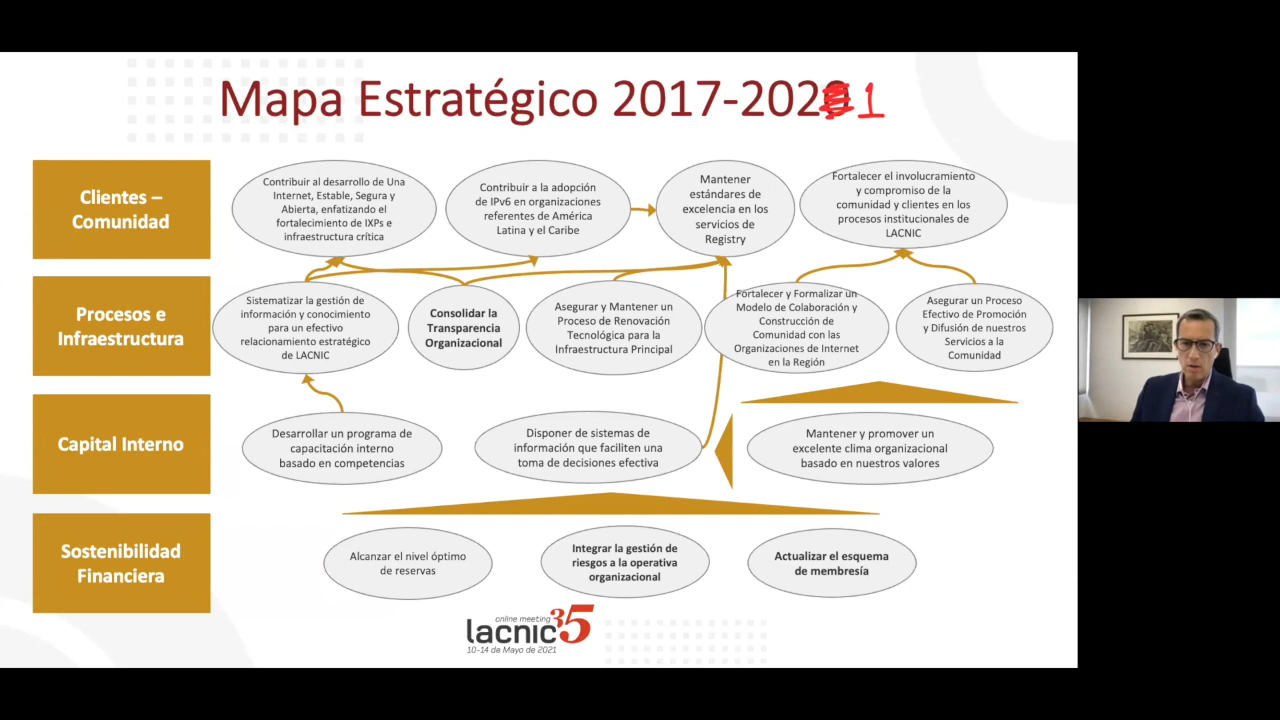 Mapa Estratégico 2017-2021
Clientes –
Comunidad
Contribuir al desarrollo de Una
Internet, Estable, Segura y
Abierta, enfatizando el
fortalecimiento de IXPs e
infraestructura crítica
Contribuir a la adopción
de IPv6 en organizaciones
referentes de América
Latina y el Caribe
Mantener
estándares de
excelencia en los
servicios de
Registry
Fortalecer el involucramiento
y compromiso de la
comunidad y clientes en los
procesos institucionales de
LACNIC
Procesos e
Infraestructura
Sistematizar la gestión de
información y conocimiento
para un efectivo
relacionamiento estratégico
de LACNIC
Consolidar la
Transparencia
Organizacional
Asegurar y Mantener un
Proceso de Renovación
Tecnológica para la
Infraestructura Principal
Fortalecer y Formalizar un
Modelo de Colaboración y
Construcción de
Comunidad con las
Organizaciones de Internet
en la Región
Asegurar un Proceso
Efectivo de Promoción
y Difusión de nuestros
Servicios a la
Comunidad
Capital Interno
Desarrollar un programa de
capacitación interno
basado en competencias
Disponer de sistemas de
información que faciliten una
toma de decisiones efectiva
Mantener y promover un
excelente clima organizacional
basado en nuestros valores
Sostenibilidad
Financiera
Alcanzar el nivel óptimo
de reservas
Integrar la gestión de
riesgos a la operativa
organizacional
Actualizar el esquema
de membresía
online meeting
lacnic 35
10-14 de Mayo de 2021